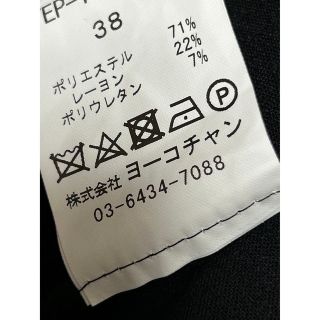 38
ポリエステル 71%
レーヨン 22%
ポリウレタン 7%
P
株式会社 ヨーコチャン
03-6434-7088